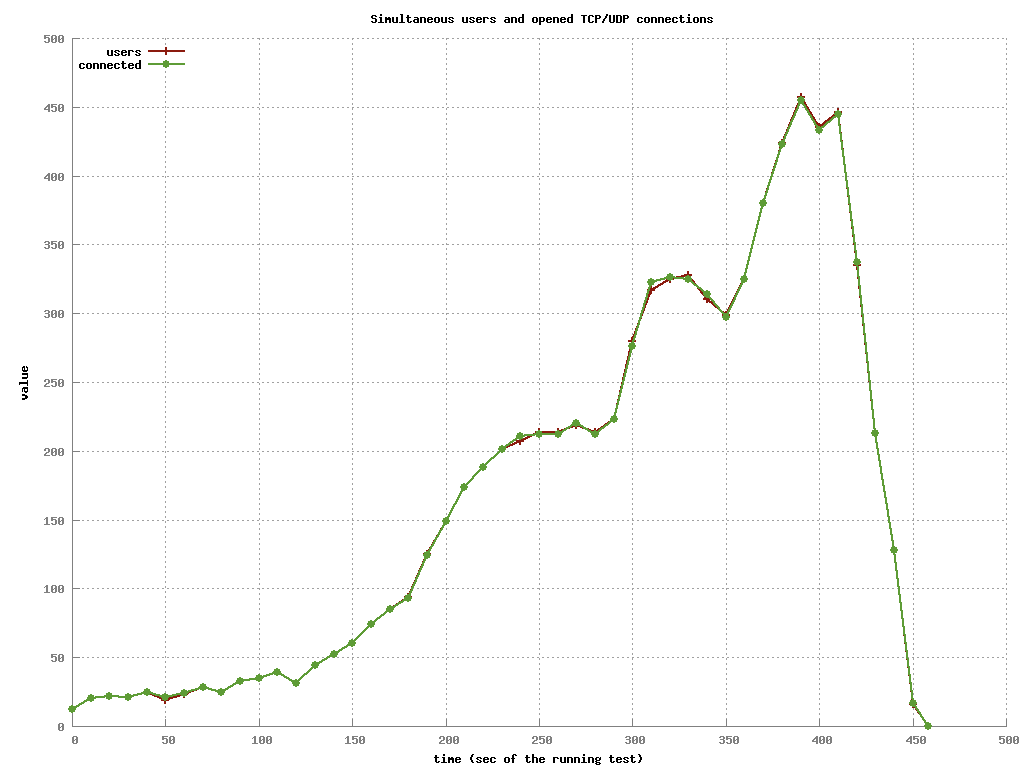 Simultaneous users and opened TCP/UDP connections
500
users
connected
450
400
350
300
250
value
200
150
100
50
0
0 50 100 150 200 250 300 350 400 450 500
time (sec of the running test)